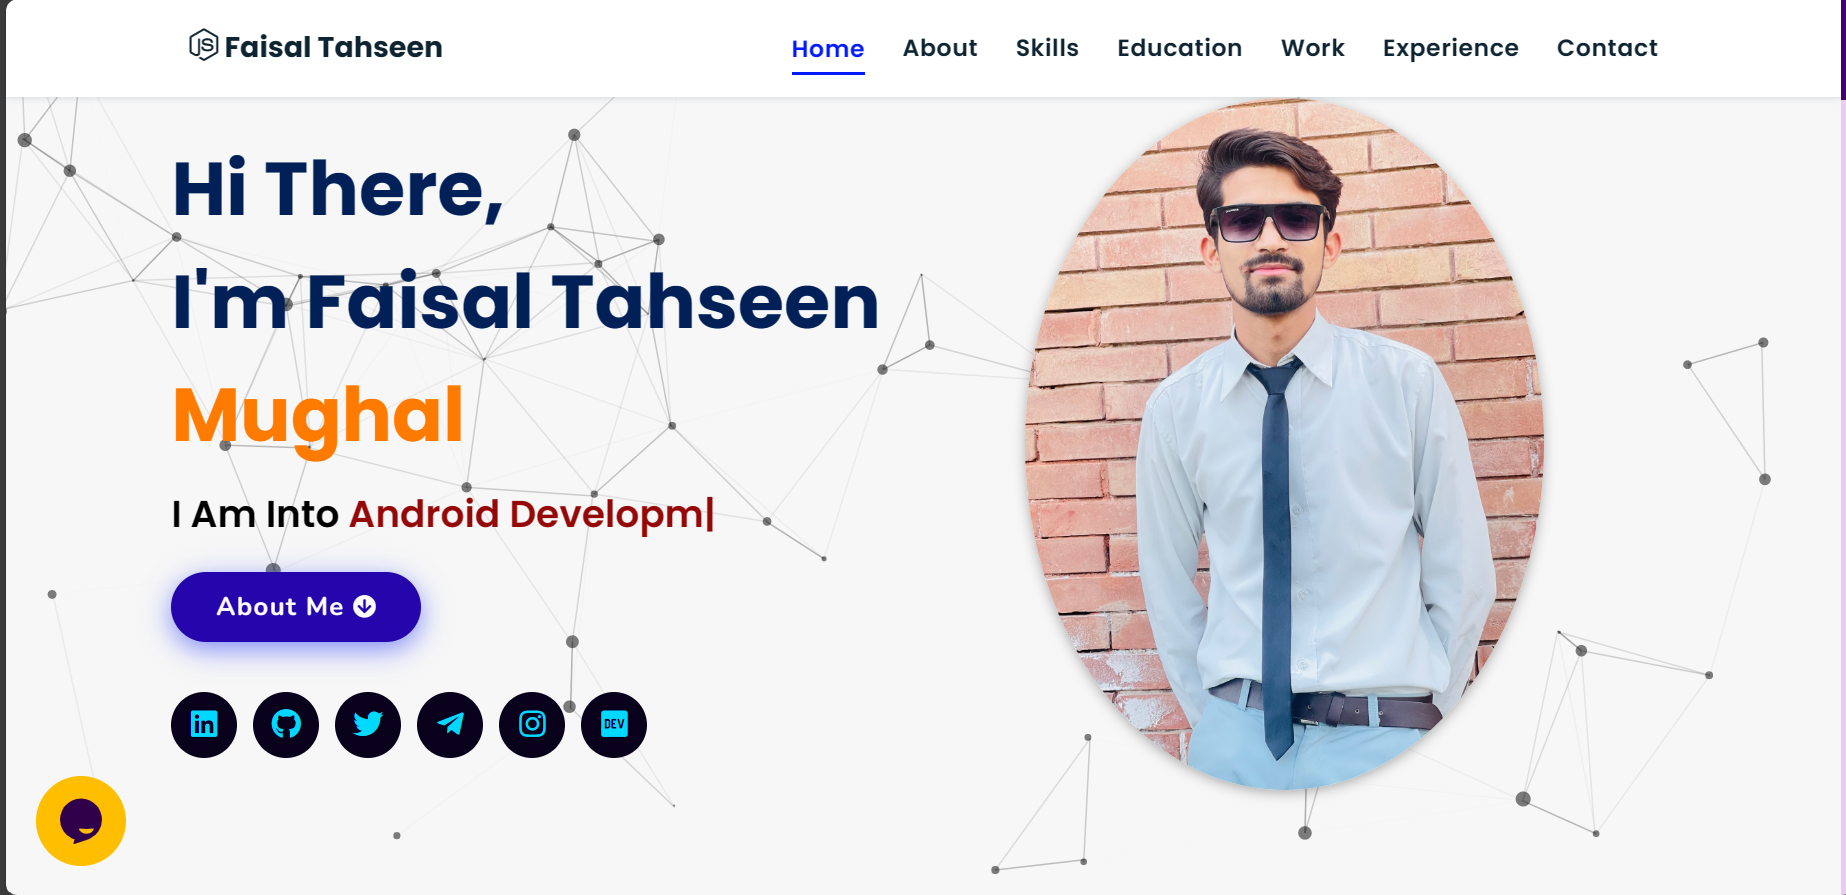 Faisal Tahseen
Home About Skills Education Work Experience Contact
Hi There,
I'm Faisal Tahseen
Mughal
I Am Into Android Developm|
About Me
in
DEV